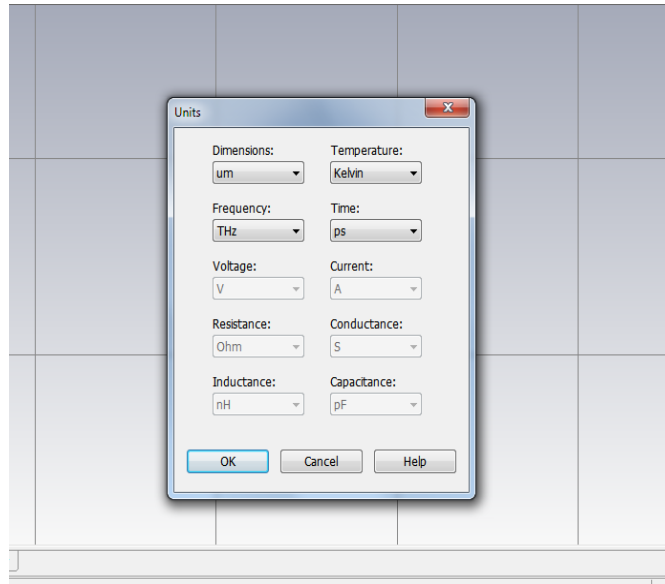 Units
Dimensions: Temperature:
um Kelvin
Frequency: Time:
THz ps
Voltage: Current:
V A
Resistance: Conductance:
Ohm S
Inductance: Capacitance:
nH pF
OK Cancel Help